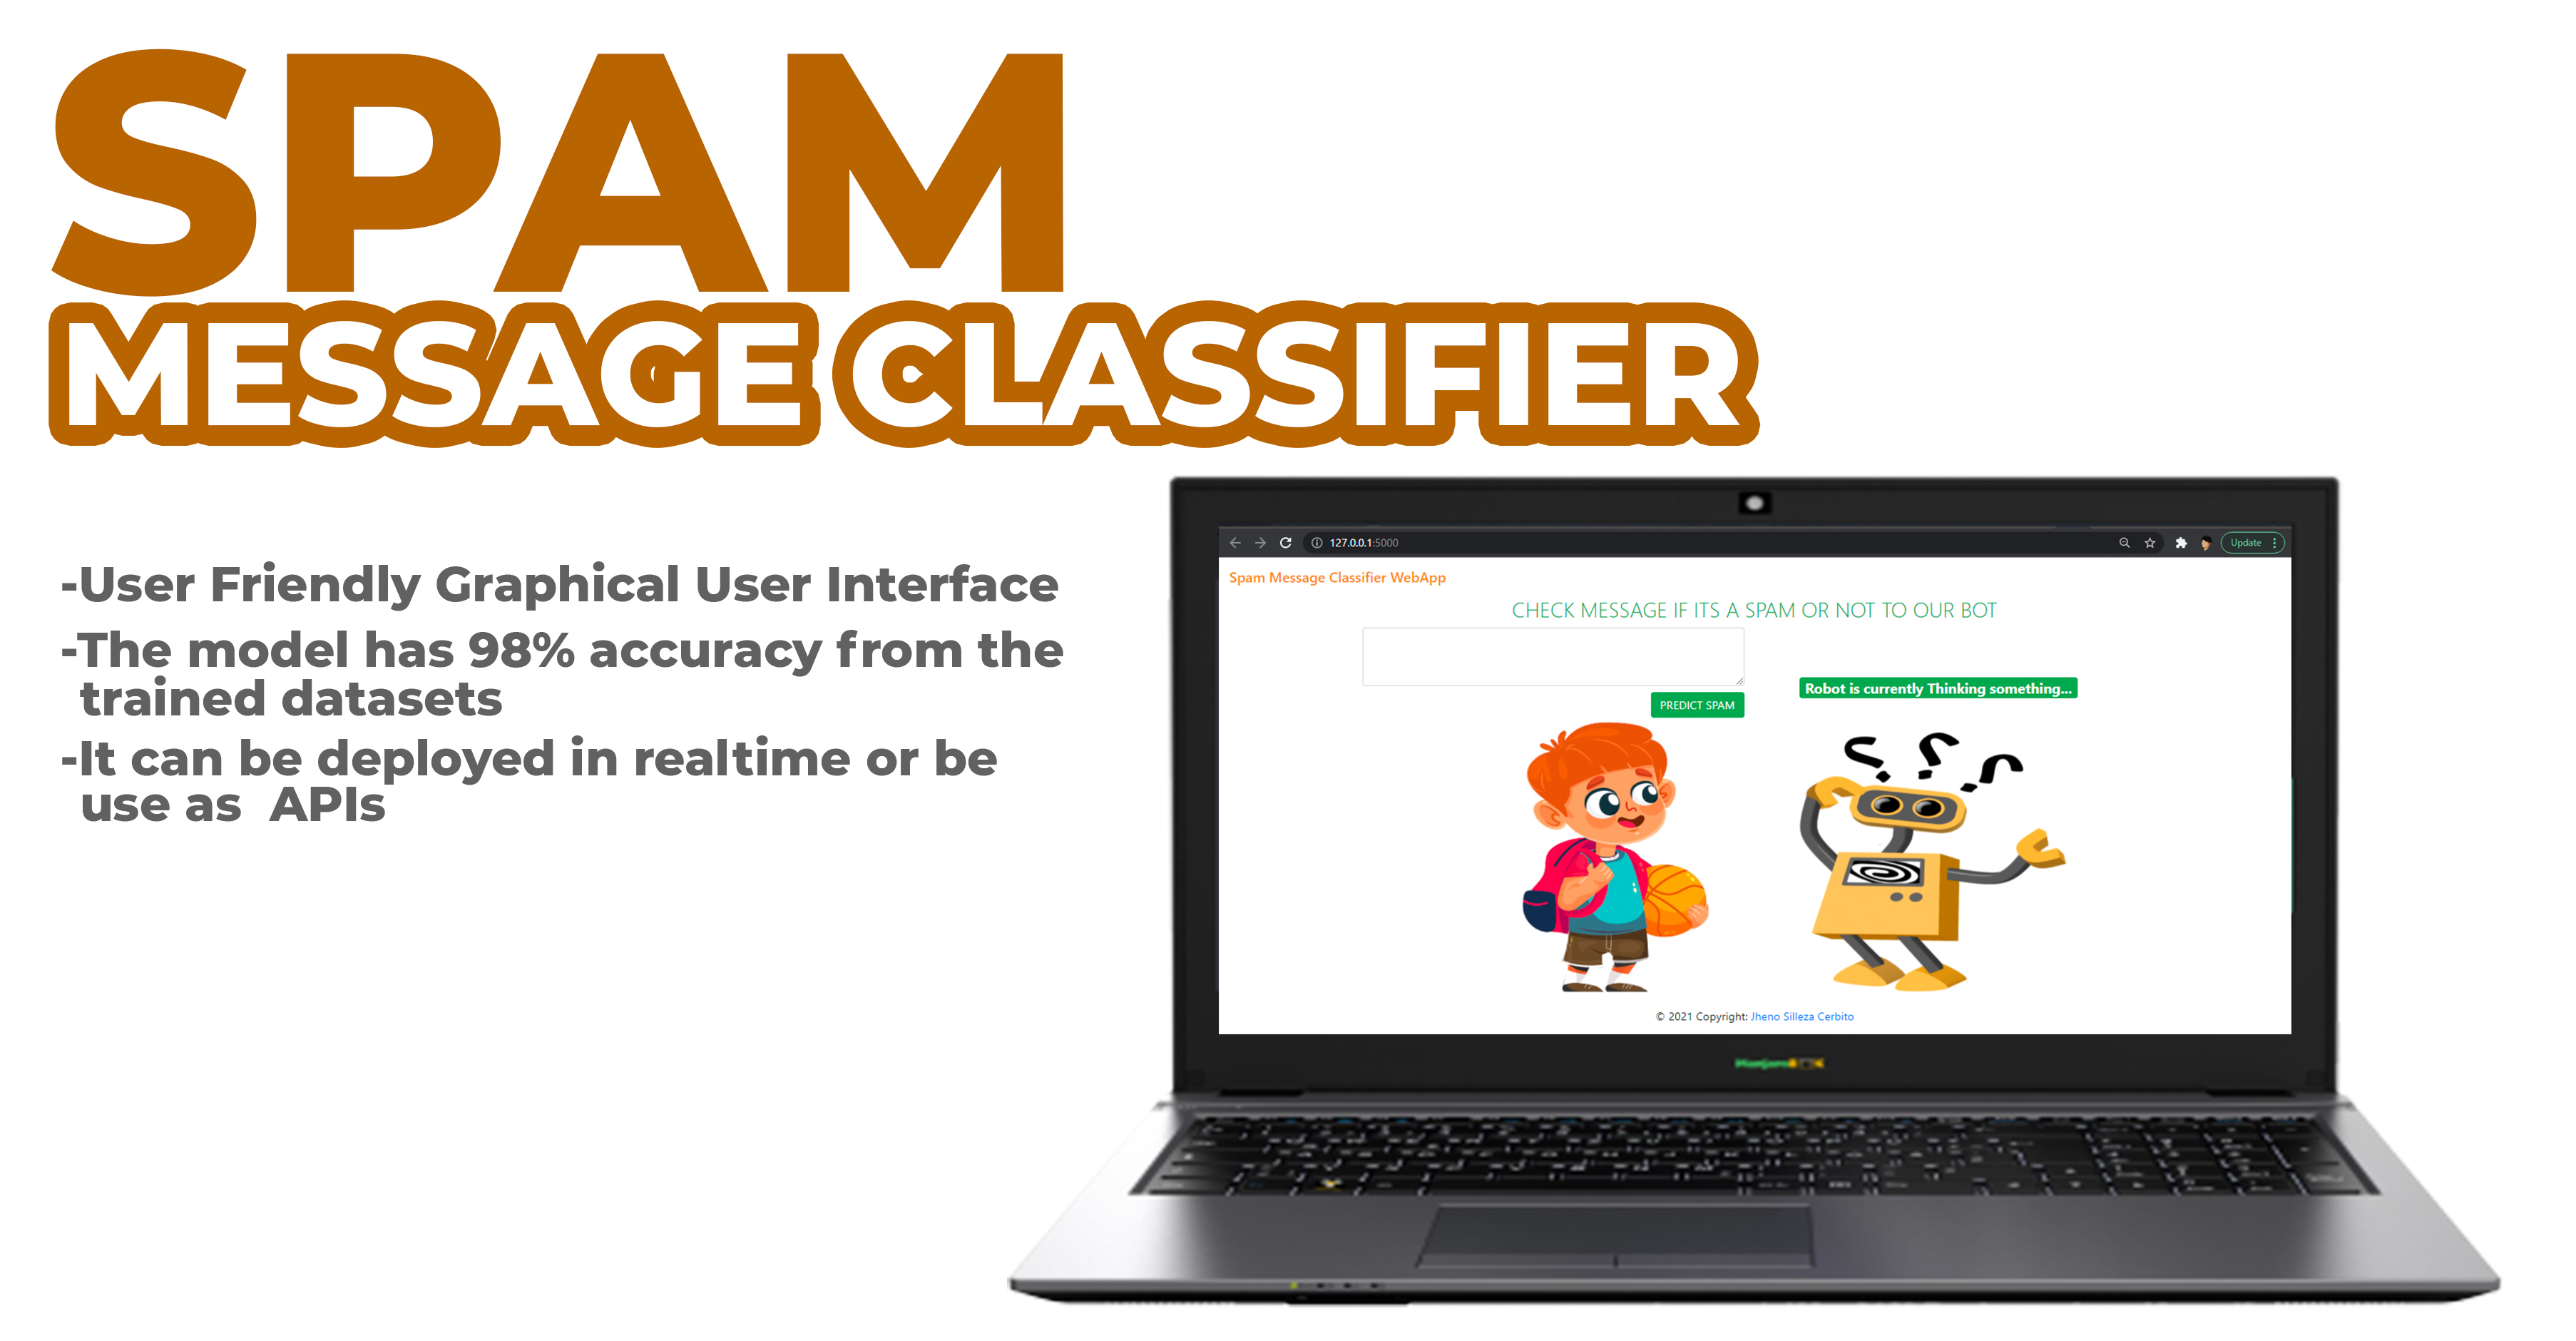 SPAM
MESSAGE CLASSIFIER
-User Friendly Graphical User Interface
-The model has 98% accuracy from the
trained datasets
-It can be deployed in realtime or be
use as APIs
127.0.0.1:5000
Update
Spam Message Classifier WebApp
CHECK MESSAGE IF ITS A SPAM OR NOT TO OUR BOT
Robot is currently Thinking something...
PREDICT SPAM
? ? ?
© 2021 Copyright: Jheno Silleza Cerbito